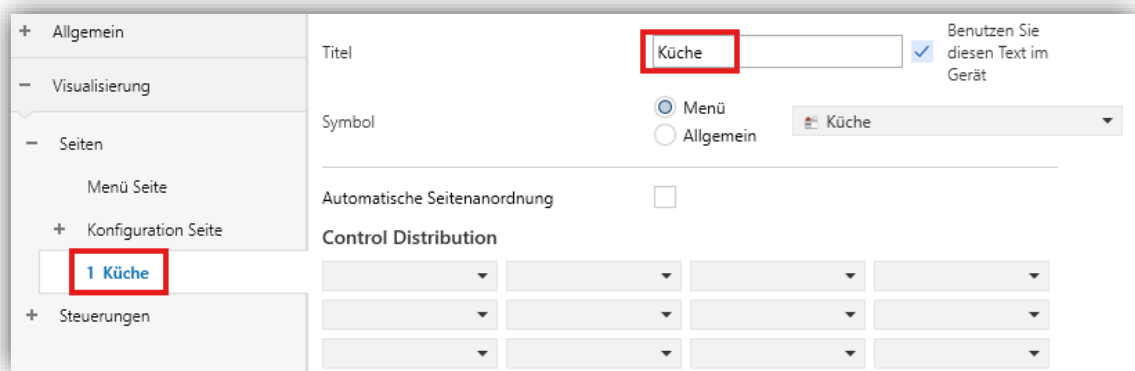 + Allgemein
− Visualisierung
− Seiten
Menü Seite
+ Konfiguration Seite
1 Küche
+ Steuerungen
Titel
Küche
Benutzen Sie
diesen Text im
Gerät
Symbol
Menü
Allgemein
Küche
Automatische Seitenanordnung
Control Distribution